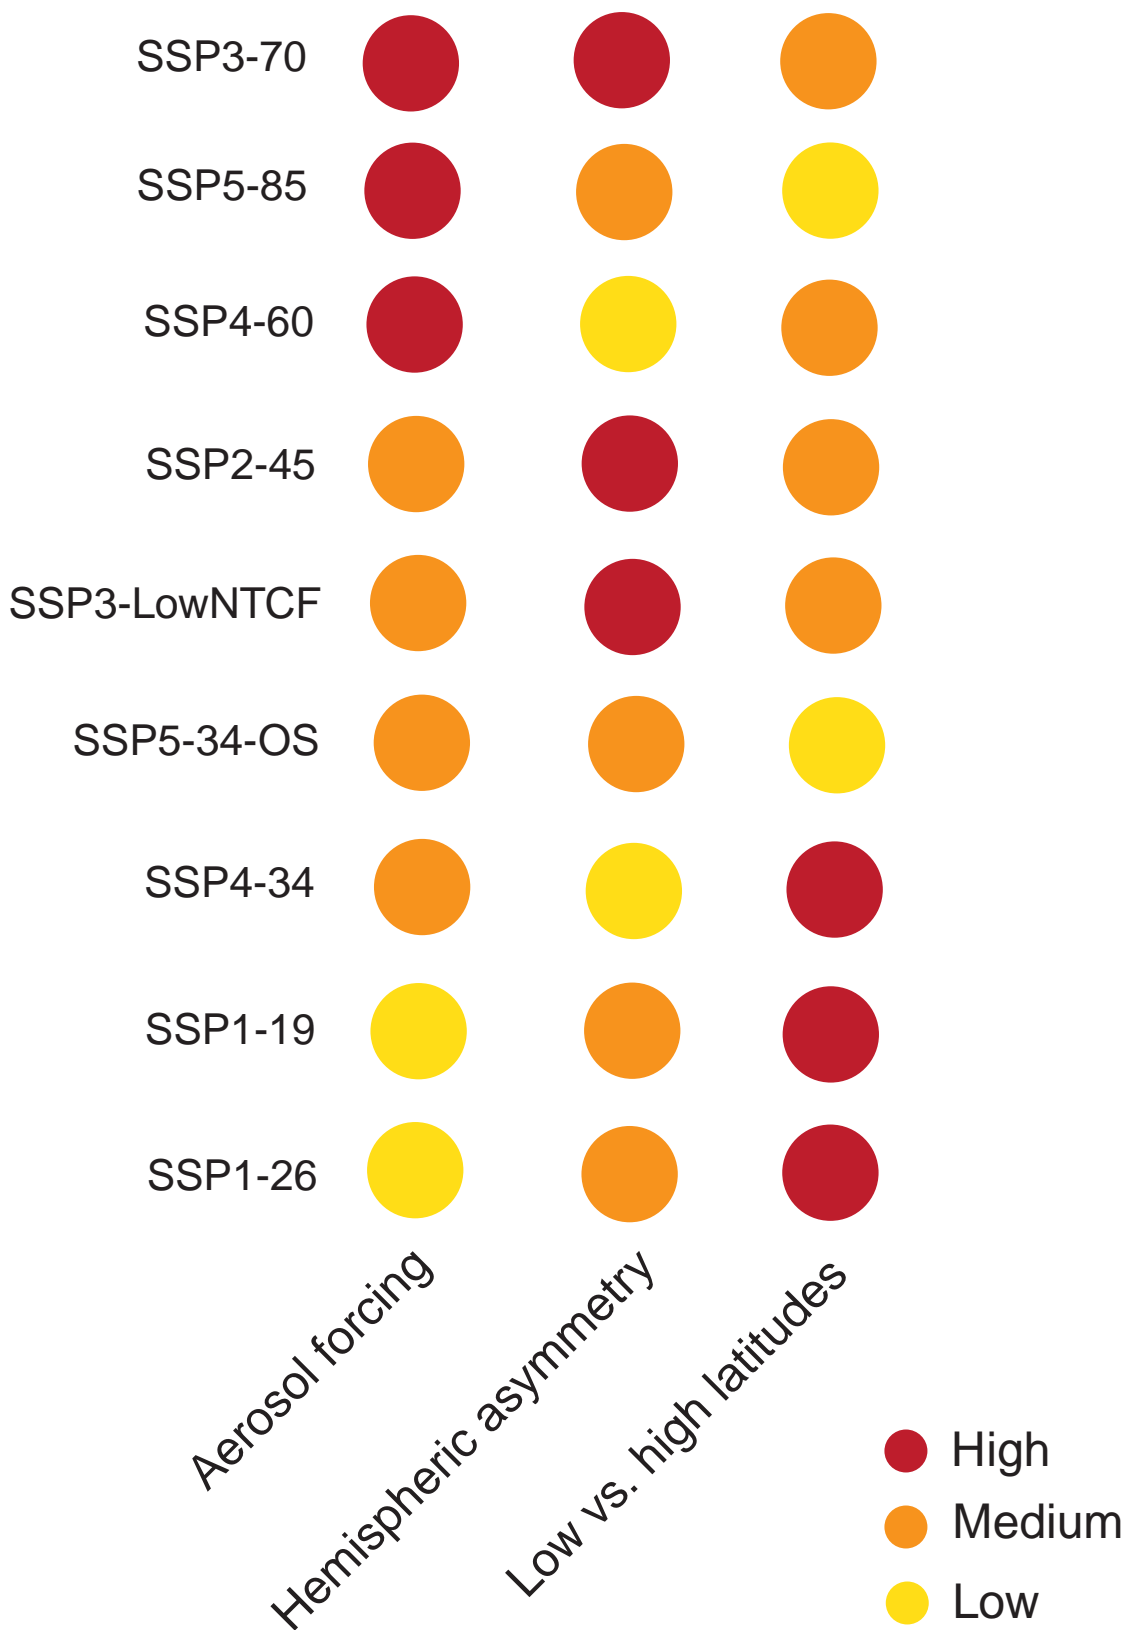 SSP3-70
SSP5-85
SSP4-60
SSP2-45
SSP3-LowNTCF
SSP5-34-OS
SSP4-34
SSP1-19
SSP1-26
Aerosol forcing
Hemispheric asymmetry
Low vs. high latitudes
High
Medium
Low